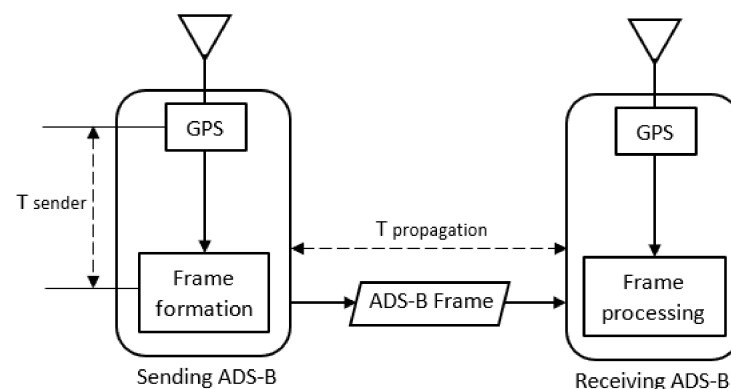 GPS
GPS
T sender
T propagation
Frame
formation
ADS-B Frame
Frame
processing
Sending ADS-B
Receiving ADS-B